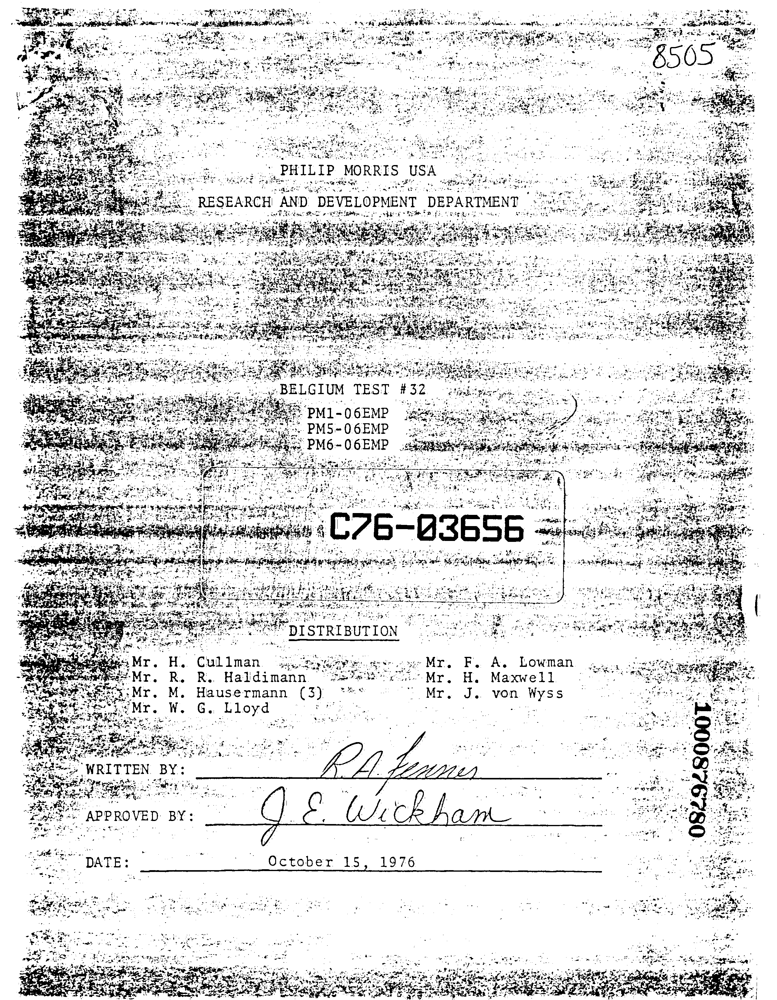 8505
PHILIP MORRIS USA
RESEARCH AND DEVELOPMENT DEPARTMENT
BELGIUM TEST #32
PM1-06EMP
PM5-06EMP
PM6-06EMP
C76-03656
DISTRIBUTION
Mr. H. Cullman
Mr. R. R. Haldimann
Mr. M. Hausermann (3)
Mr. W. G. Lloyd
Mr. F. A. Lowman
Mr. H. Maxwell
Mr. J. von Wyss
WRITTEN BY: R.A. Fenner
APPROVED BY: J E. Wickham
DATE: October 15, 1976
1000876780